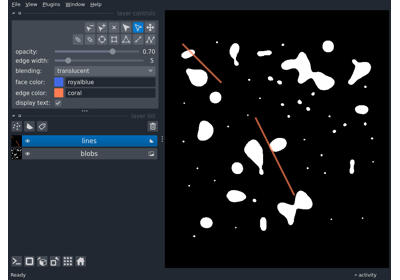 File View Plugins Window Help
layer controls
opacity: 0.70
edge width: 5
blending: translucent
face color: royalblue
edge color: coral
display text:
layer list
lines
blobs
Ready
activity